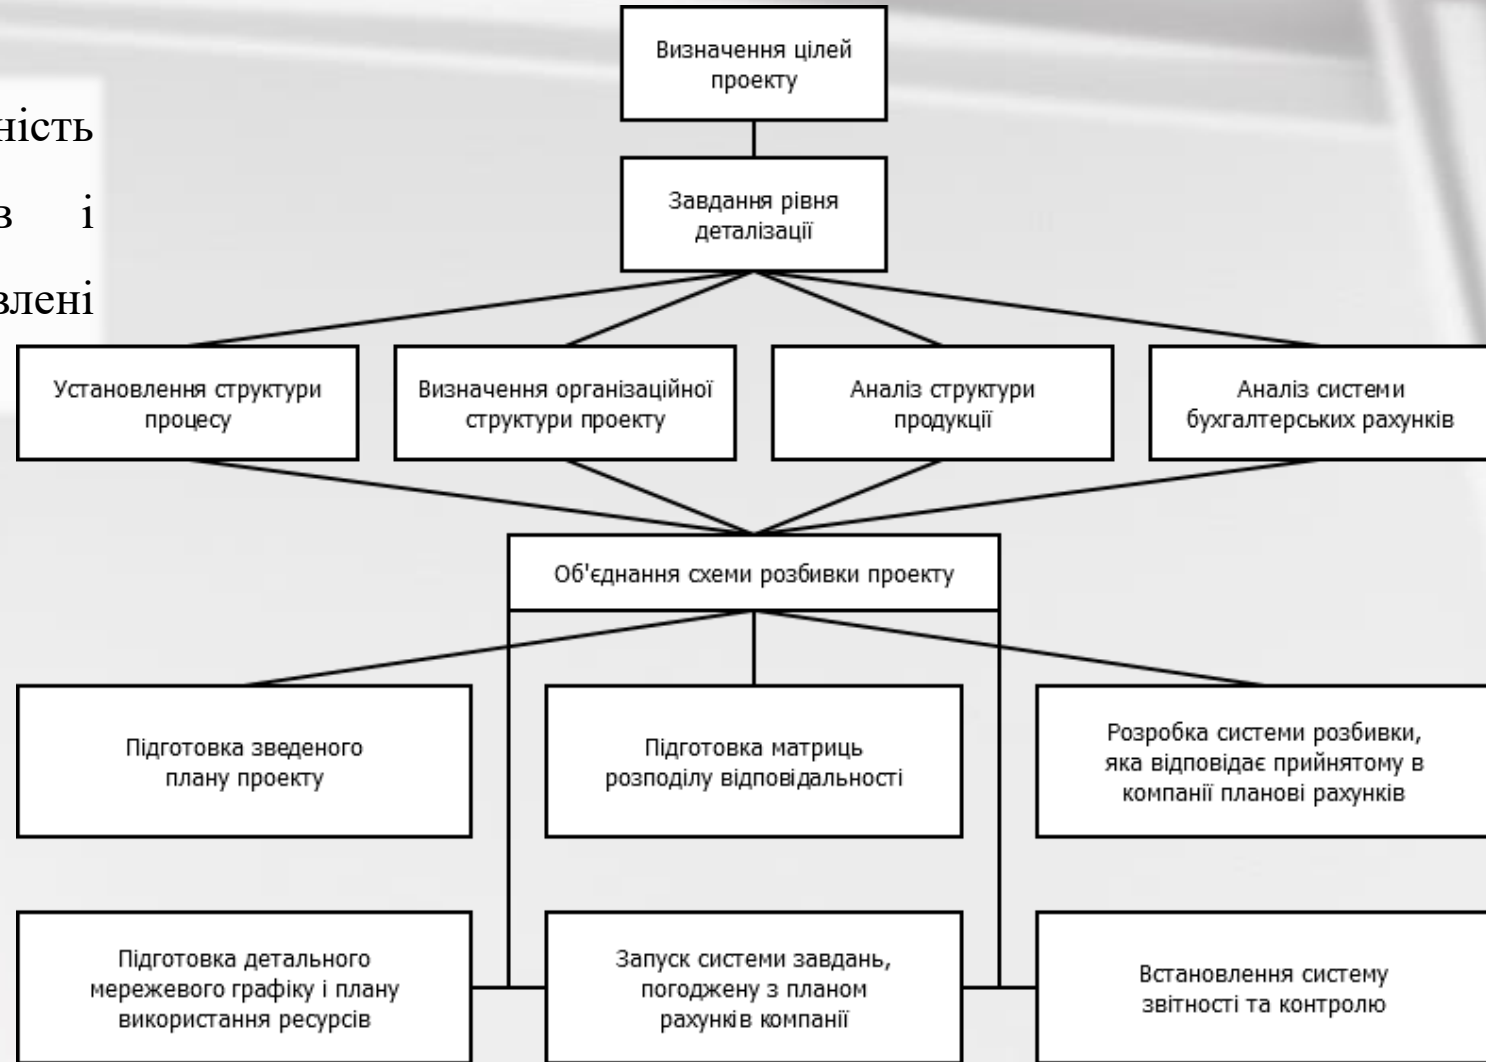 Визначення цілей
проекту
ність
Завдання рівня
деталізації
в і
влені
Установлення структури
процесу
Визначення організаційної
структури проекту
Аналіз структури
продукції
Аналіз системи
бухгалтерських рахунків
Об'єднання схеми розбивки проекту
Підготовка зведеного
плану проекту
Підготовка матриць
розподілу відповідальності
Розробка системи розбивки,
яка відповідає прийнятому в
компанії планові рахунків
Підготовка детального
мережевого графіку і плану
використання ресурсів
Запуск системи завдань,
погоджену з планом
рахунків компанії
Встановлення систему
звітності та контролю